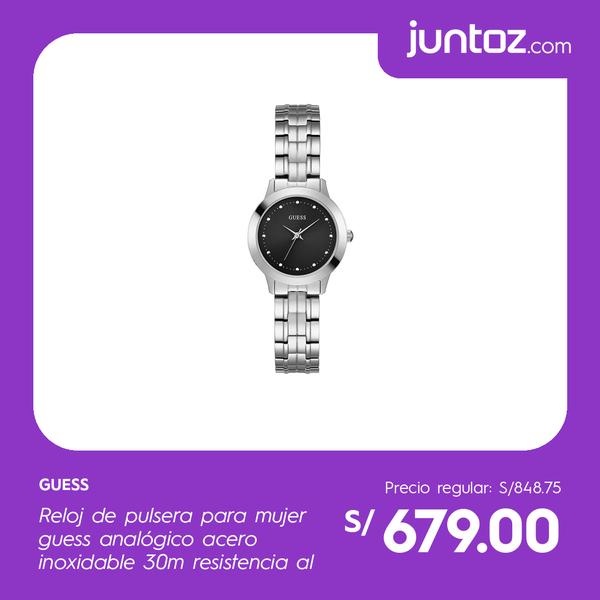 juntoz.com
GUESS
GUESS
Reloj de pulsera para mujer
guess analógico acero
inoxidable 30m resistencia al
Precio regular: S/848.75
S/ 679.00